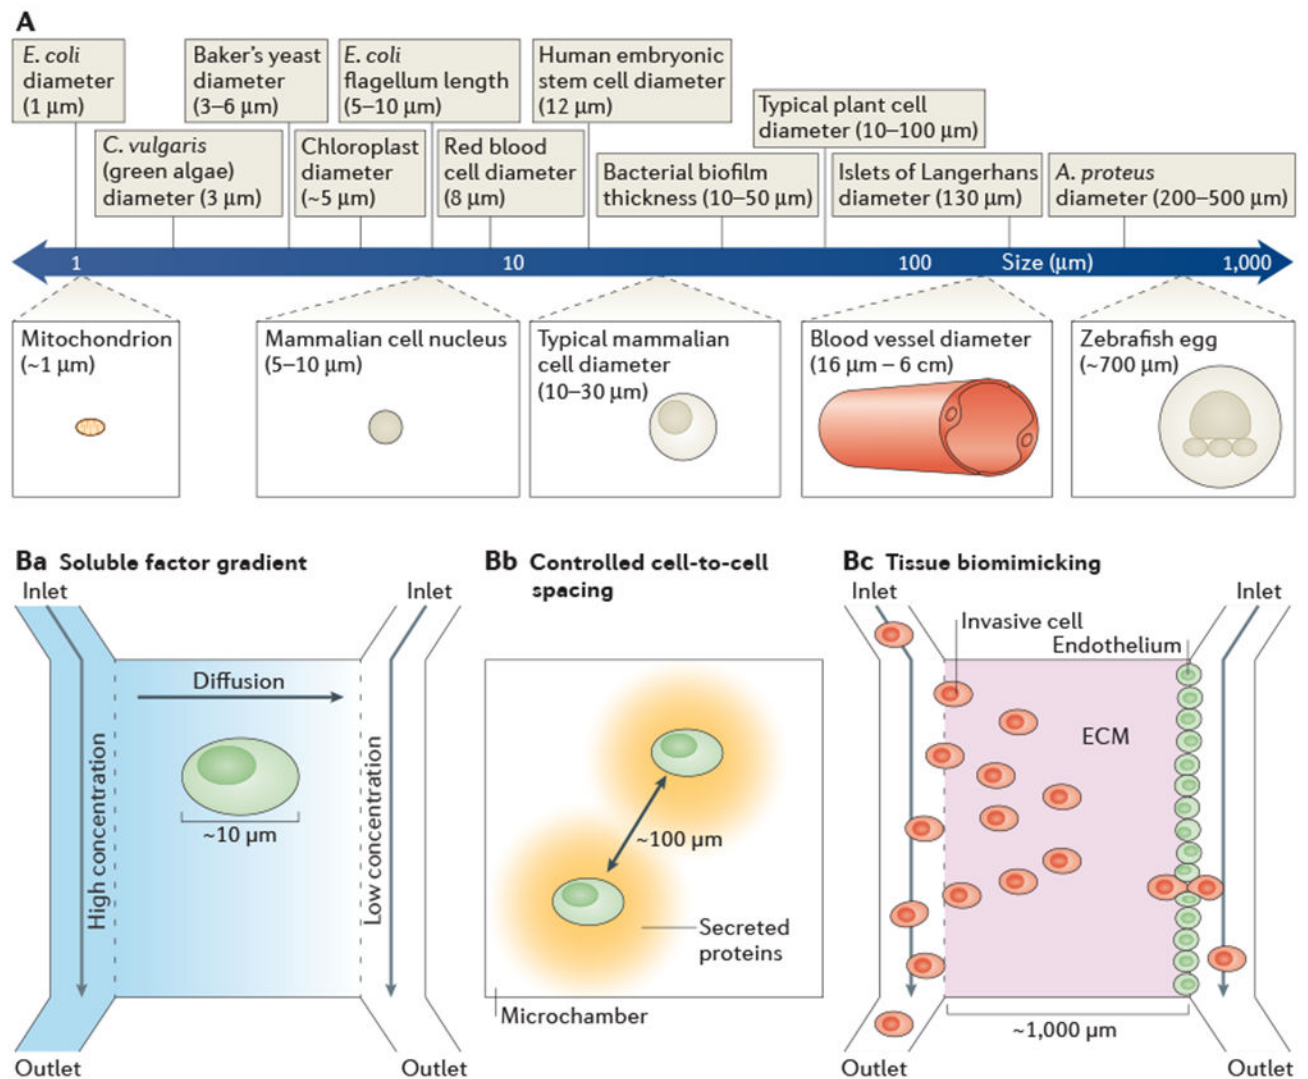 A
E. coli
diameter
(1 μm)
Baker's yeast
diameter
(3–6 μm)
E. coli
flagellum length
(5–10 μm)
Human embryonic
stem cell diameter
(12 μm)
Typical plant cell
diameter (10–100 μm)
C. vulgaris
(green algae)
diameter (3 μm)
Chloroplast
diameter
(~5 μm)
Red blood
cell diameter
(8 μm)
Bacterial biofilm
thickness (10–50 μm)
Islets of Langerhans
diameter (130 μm)
A. proteus
diameter (200–500 μm)
1 10 100 Size (μm) 1,000
Mitochondrion
(~1 μm)
Mammalian cell nucleus
(5–10 μm)
Typical mammalian
cell diameter
(10–30 μm)
Blood vessel diameter
(16 μm – 6 cm)
Zebrafish egg
(~700 μm)
Ba Soluble factor gradient
Inlet
Inlet
Diffusion
High concentration
Low concentration
~10 μm
Outlet
Outlet
Bb Controlled cell-to-cell
spacing
~100 μm
Secreted
proteins
Microchamber
Bc Tissue biomimicking
Inlet
Inlet
Invasive cell
Endothelium
ECM
~1,000 μm
Outlet
Outlet